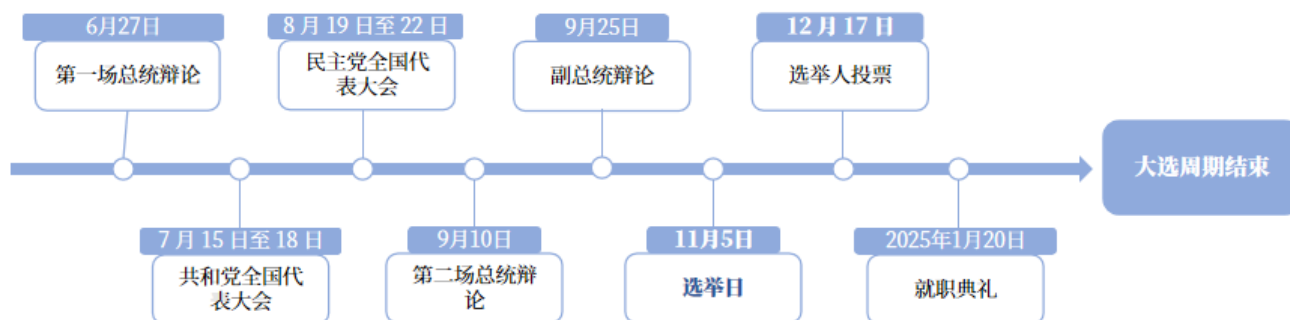 6月27日
第一场总统辩论
8 月 19 日至 22 日
民主党全国代
表大会
9月25日
副总统辩论
12 月 17 日
选举人投票
大选周期结束
7 月 15 日至 18 日
共和党全国代
表大会
9月10日
第二场总统辩
论
11月5日
选举日
2025年1月20日
就职典礼